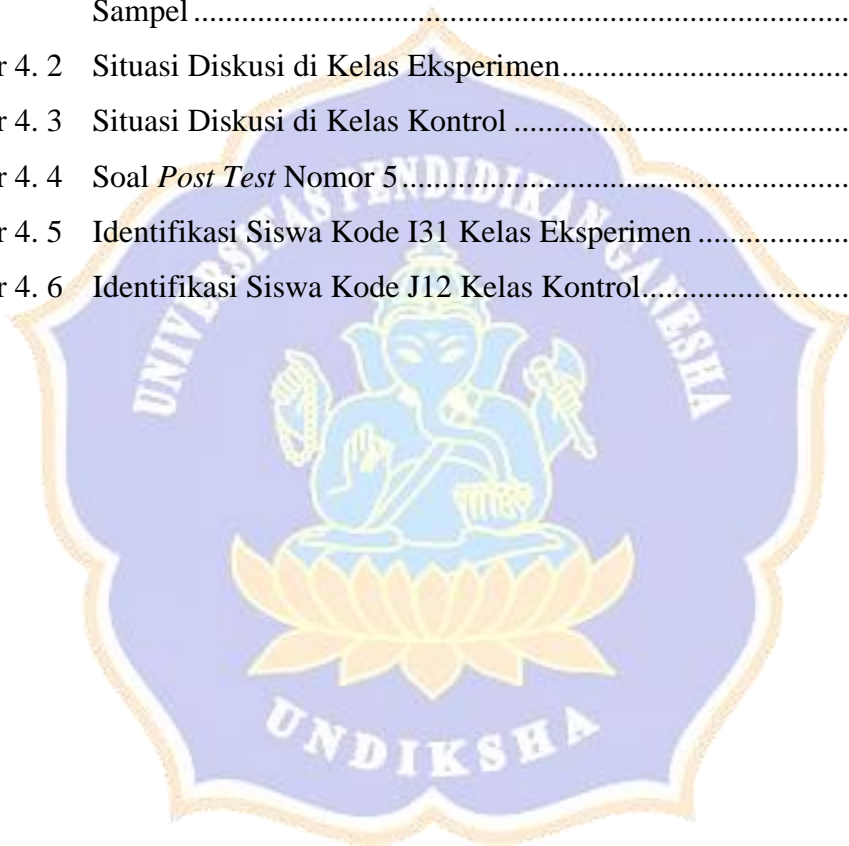 Sampel ........................................................................................
r 4. 2 Situasi Diskusi di Kelas Eksperimen.....................................
r 4. 3 Situasi Diskusi di Kelas Kontrol ...........................................
r 4. 4 Soal Post Test Nomor 5.........................................................
r 4. 5 Identifikasi Siswa Kode I31 Kelas Eksperimen ....................
r 4. 6 Identifikasi Siswa Kode J12 Kelas Kontrol...........................
UNIVERSITAS PENDIDIKAN GANESHA
UNDIKSHA